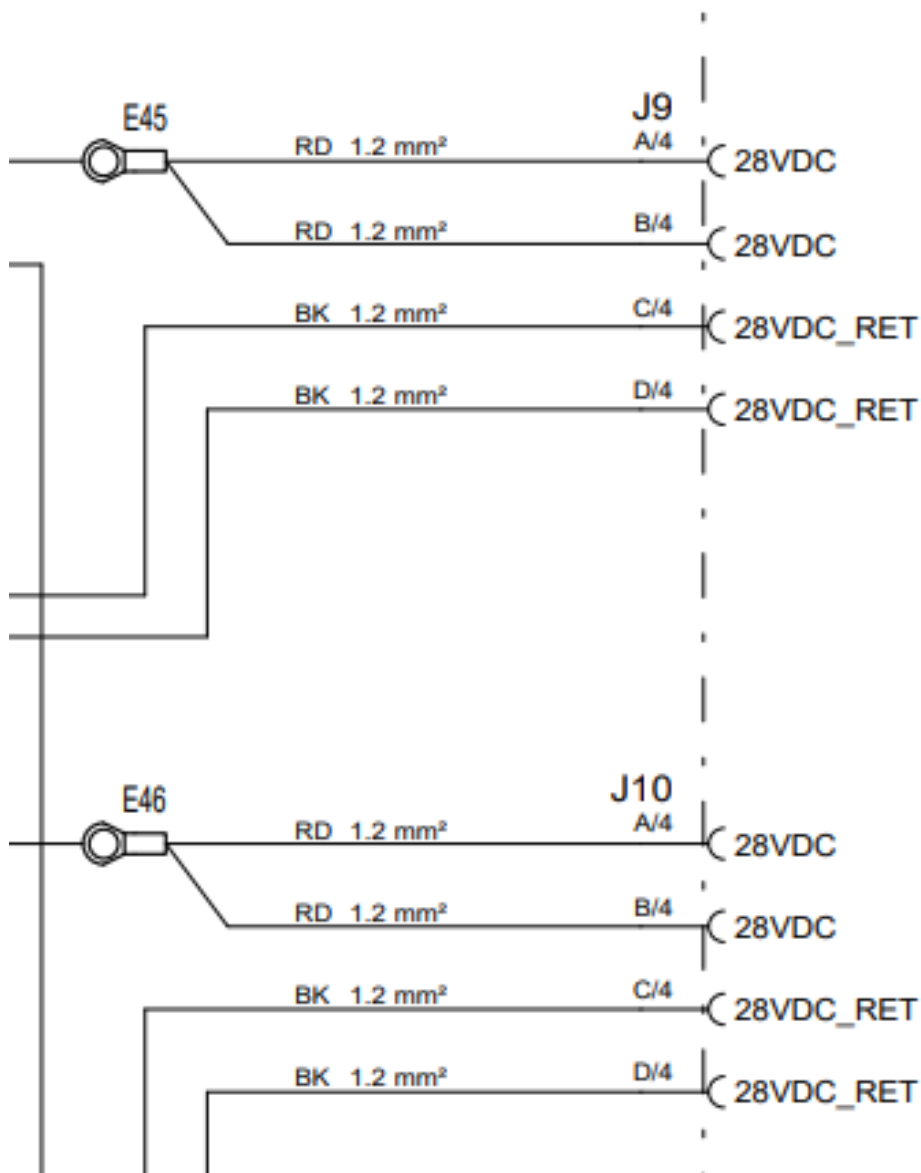 E45
J9
RD 1.2 mm² A/4 28VDC
RD 1.2 mm² B/4 28VDC
BK 1.2 mm² C/4 28VDC_RET
BK 1.2 mm² D/4 28VDC_RET
E46
J10
RD 1.2 mm² A/4 28VDC
RD 1.2 mm² B/4 28VDC
BK 1.2 mm² C/4 28VDC_RET
BK 1.2 mm² D/4 28VDC_RET